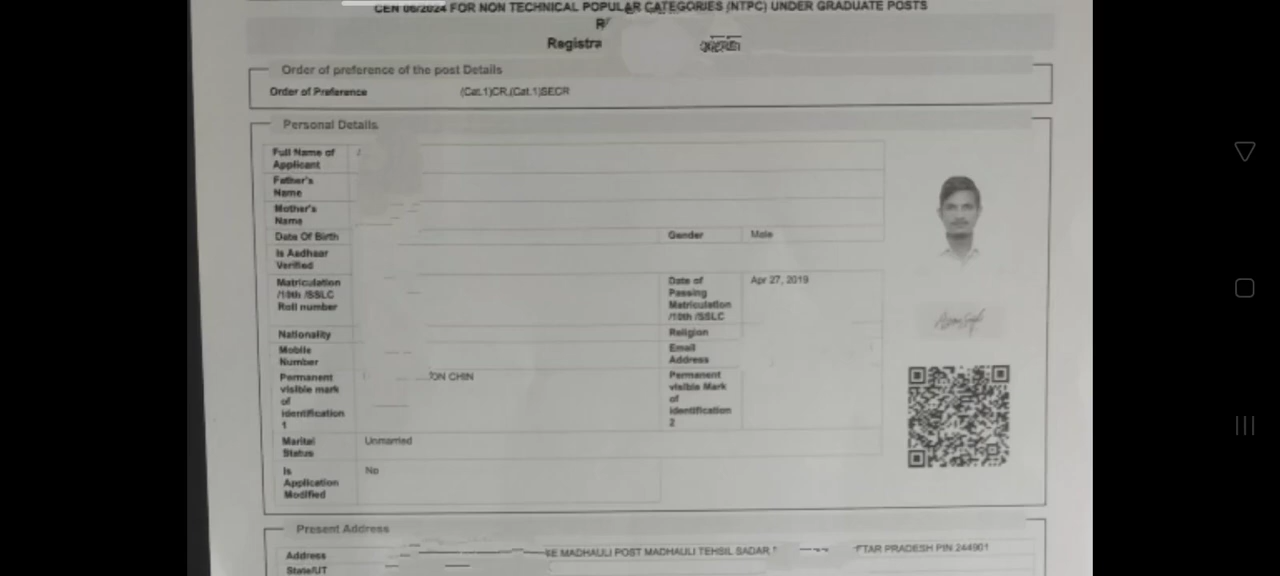 CEN 06/2024 FOR NON TECHNICAL POPULAR CATEGORIES (NTPC) UNDER GRADUATE POSTS
Registra
Order of preference of the post Details
Order of Preference (Cat.1)CR,(Cat.1)SECR
Personal Details
Full Name of
Applicant
Father's
Name
Mother's
Name
Date Of Birth Gender Male
Is Aadhaar
Verified
Matriculation
/10th /SSLC
Roll number
Date of
Passing
Matriculation
/10th /SSLC
Apr 27, 2019
Nationality Religion
Mobile
Number
Email
Address
Permanent
visible mark
of
identification
1
ON CHIN
Permanent
visible Mark
of
identification
2
Marital
Status
Unmarried
Is
Application
Modified
No
Present Address
Address MADHAULI POST MADHAULI TEHSIL SADAR PRADESH PIN 244901
State/UT